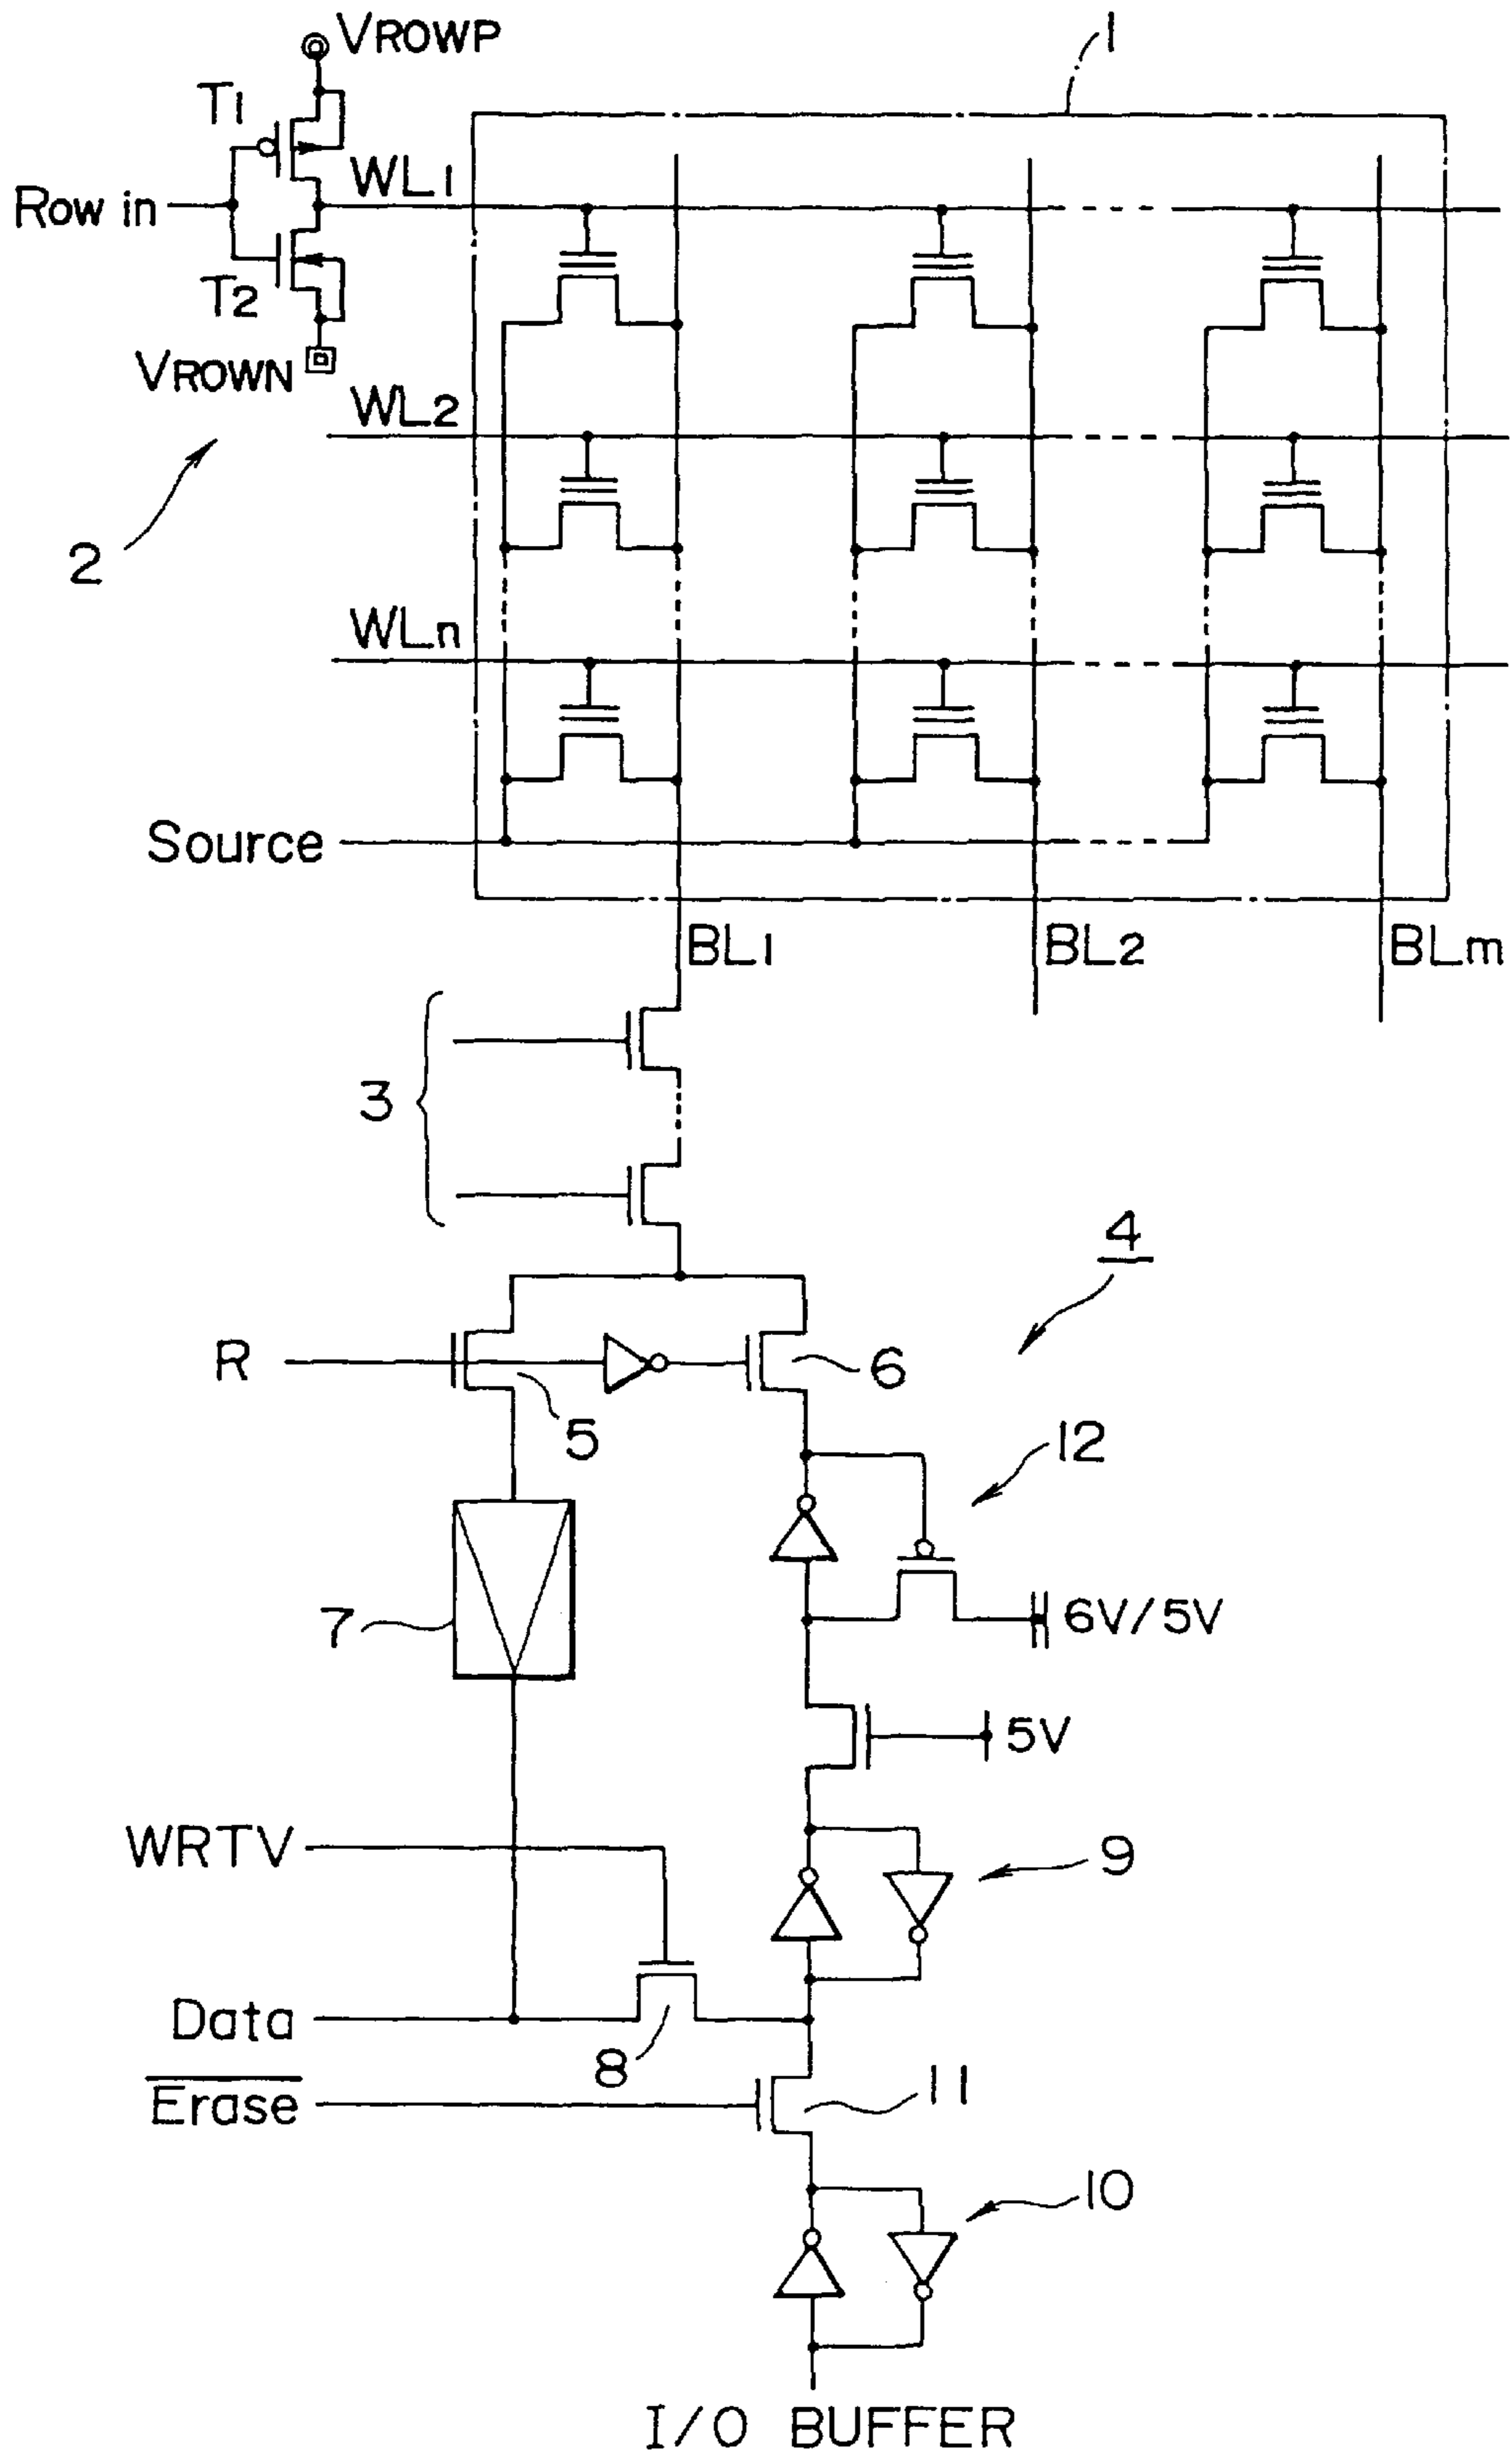 VROWP
1
T1
WL1
Row in
T2
VROWN
WL2
2
WLn
Source
BL1
BL2
BLm
3
4
R
6
5
12
7
6V/5V
5V
WRTV
9
Data
8
Erase
11
10
I/O BUFFER